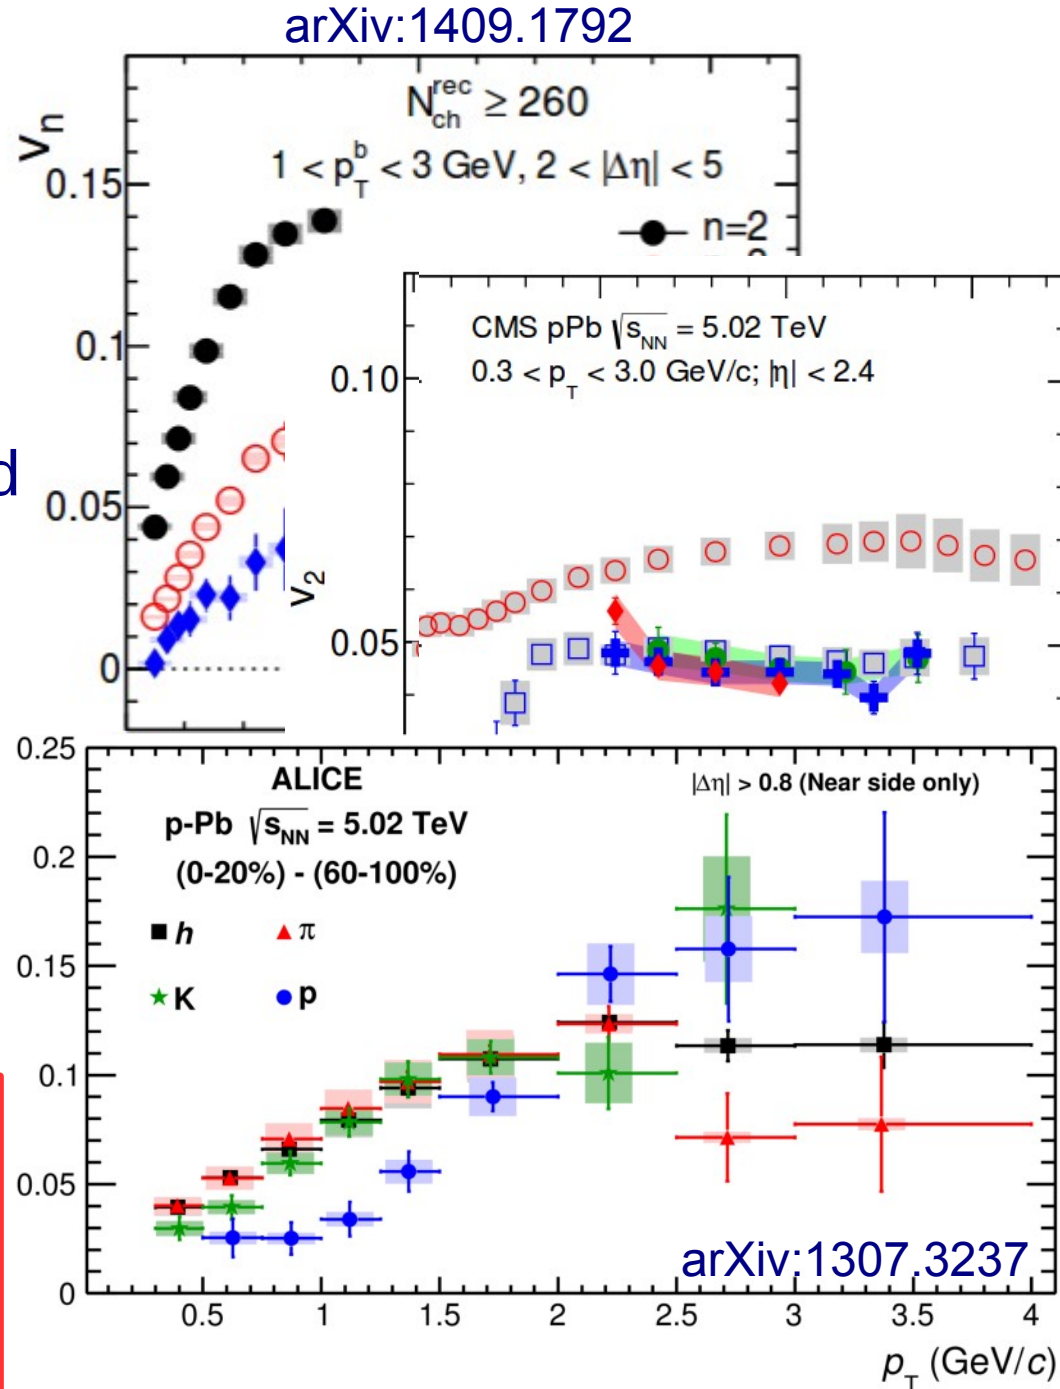 arXiv:1409.1792
vₙ
N_ch^rec ≥ 260
1 < p_T^b < 3 GeV, 2 < |Δη| < 5
0.15
n=2
0.1
0.05
0
d
CMS pPb √s_NN = 5.02 TeV
0.3 < p_T < 3.0 GeV/c; |η| < 2.4
0.10
v₂
0.05
0.25
ALICE
|Δη| > 0.8 (Near side only)
p-Pb √s_NN = 5.02 TeV
(0-20%) - (60-100%)
0.2
h
π
K
p
0.15
0.1
0.05
arXiv:1307.3237
0
0.5 1 1.5 2 2.5 3 3.5 4
p_T (GeV/c)